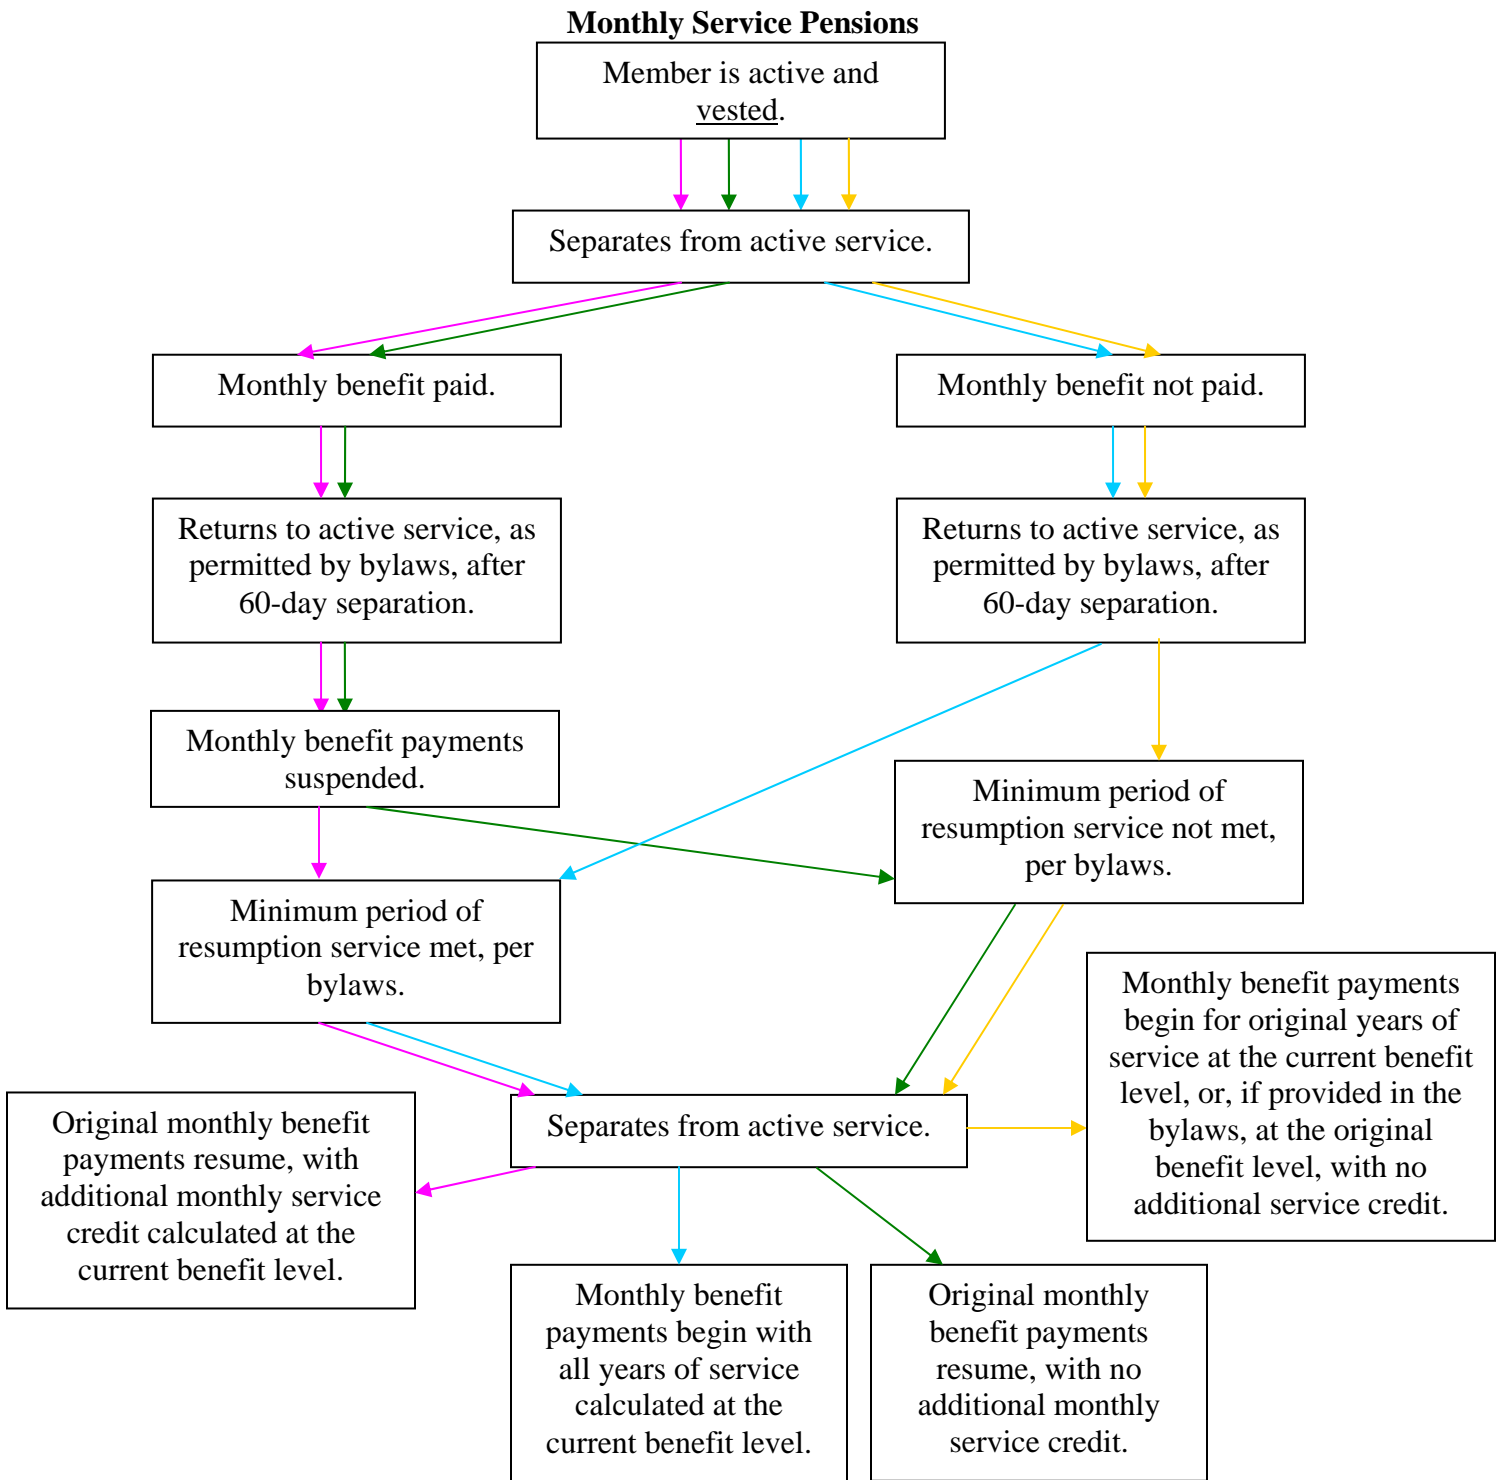 Monthly Service Pensions
Member is active and
vested.
Separates from active service.
Monthly benefit paid.
Monthly benefit not paid.
Returns to active service, as
permitted by bylaws, after
60-day separation.
Returns to active service, as
permitted by bylaws, after
60-day separation.
Monthly benefit payments
suspended.
Minimum period of
resumption service not met,
per bylaws.
Minimum period of
resumption service met, per
bylaws.
Monthly benefit payments
begin for original years of
service at the current benefit
level, or, if provided in the
bylaws, at the original
benefit level, with no
additional service credit.
Separates from active service.
Original monthly benefit
payments resume, with
additional monthly service
credit calculated at the
current benefit level.
Monthly benefit
payments begin with
all years of service
calculated at the
current benefit level.
Original monthly
benefit payments
resume, with no
additional monthly
service credit.